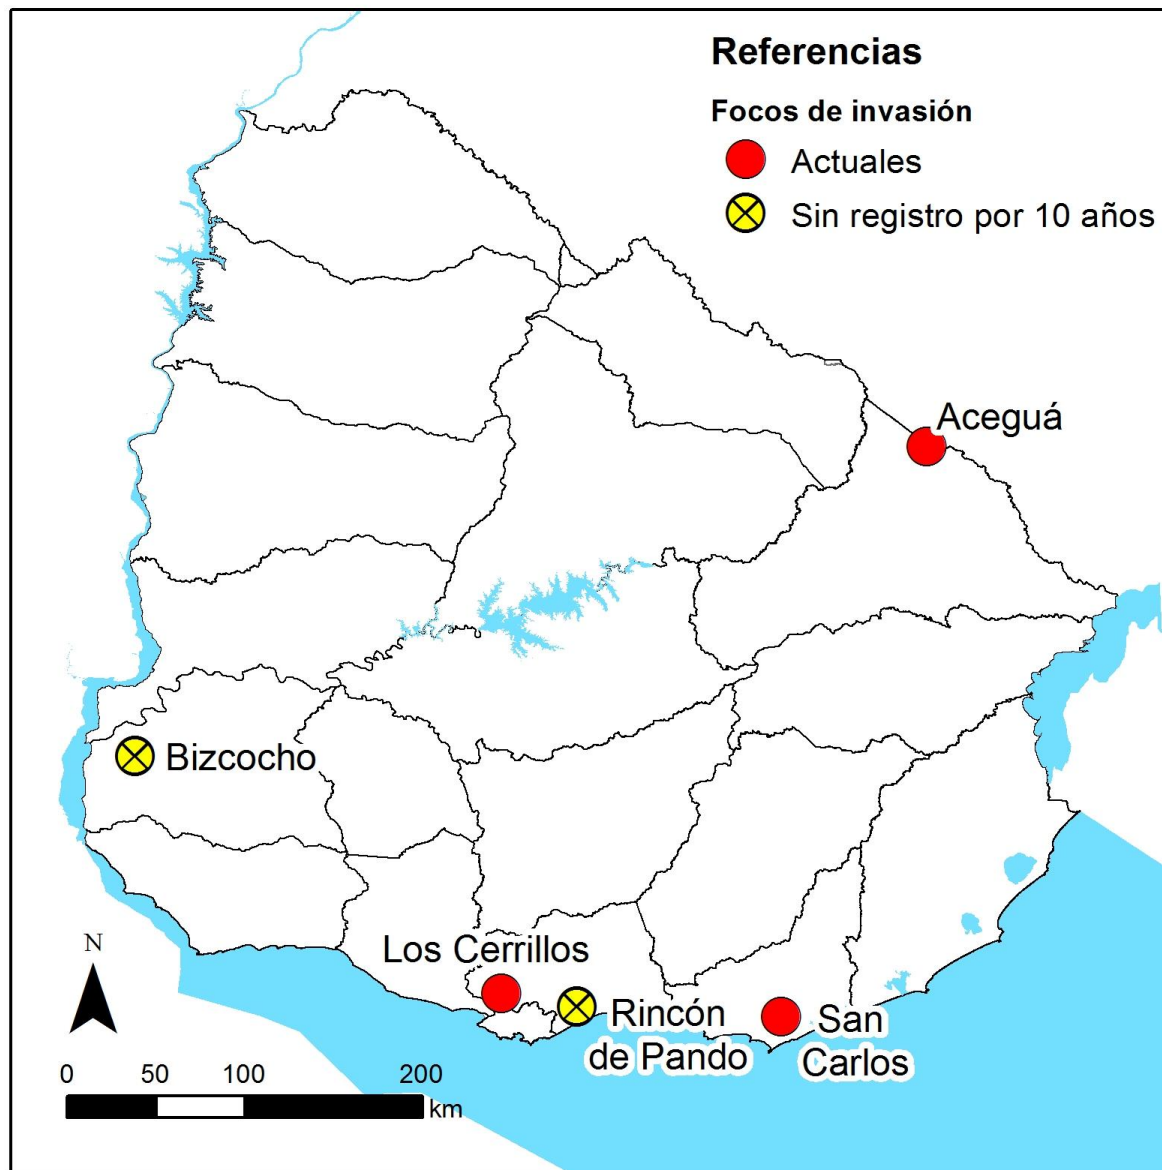 Referencias
Focos de invasión
Actuales
Sin registro por 10 años
Aceguá
Bizcocho
Los Cerrillos
Rincón
de Pando
San
Carlos
N
0 50 100 200
km